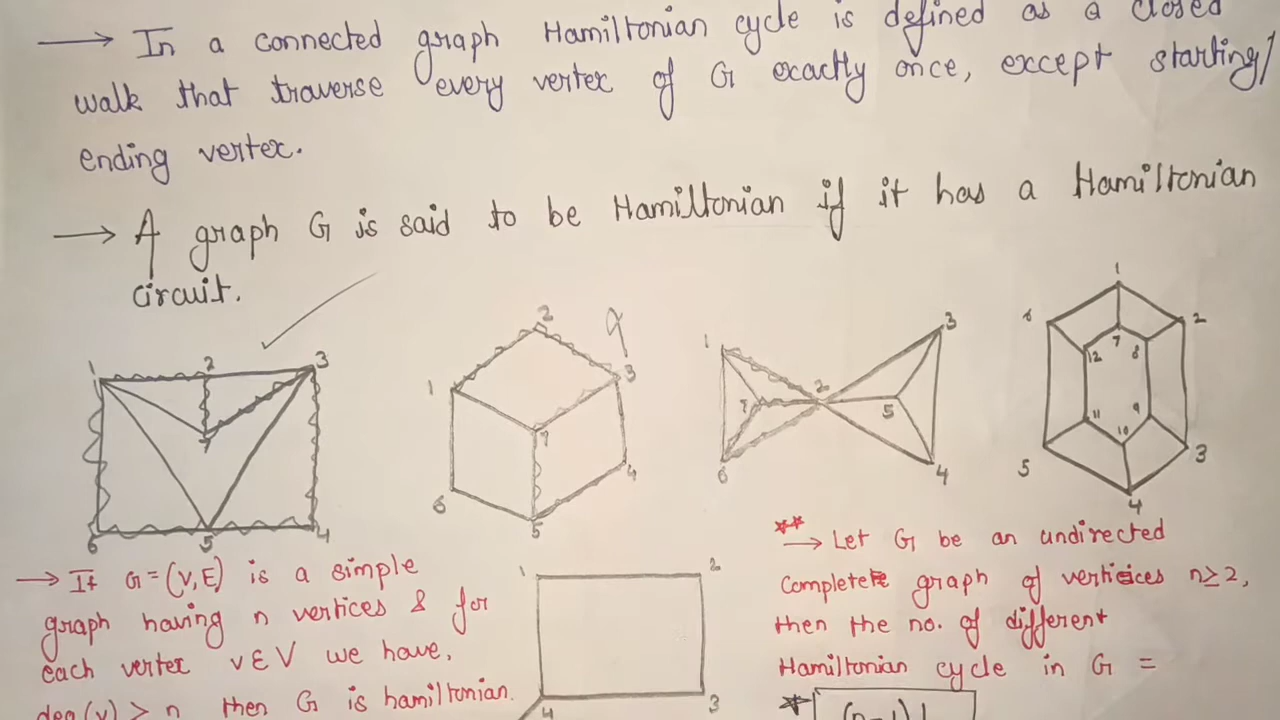 → In a connected graph Hamiltonian cycle is defined as a closed
walk that traverse every vertex of G exactly once, except starting/
ending vertex.
→ A graph G is said to be Hamiltonian if it has a Hamiltonian
circuit.
1 2 3 7 6 5 4
2 1 3 7 6 4 5
1 3 2 7 5 6 4
1 6 2 7 8 12 11 9 10 5 3 4
→ If G=(V,E) is a simple
graph having n vertices & for
each vertex v∈V we have,
deg(v) > n then G is hamiltonian.
1 2
4 3
** → Let G be an undirected
Complete graph of verticices n≥2,
then the no. of different
Hamiltonian cycle in G =
* (n-1)!